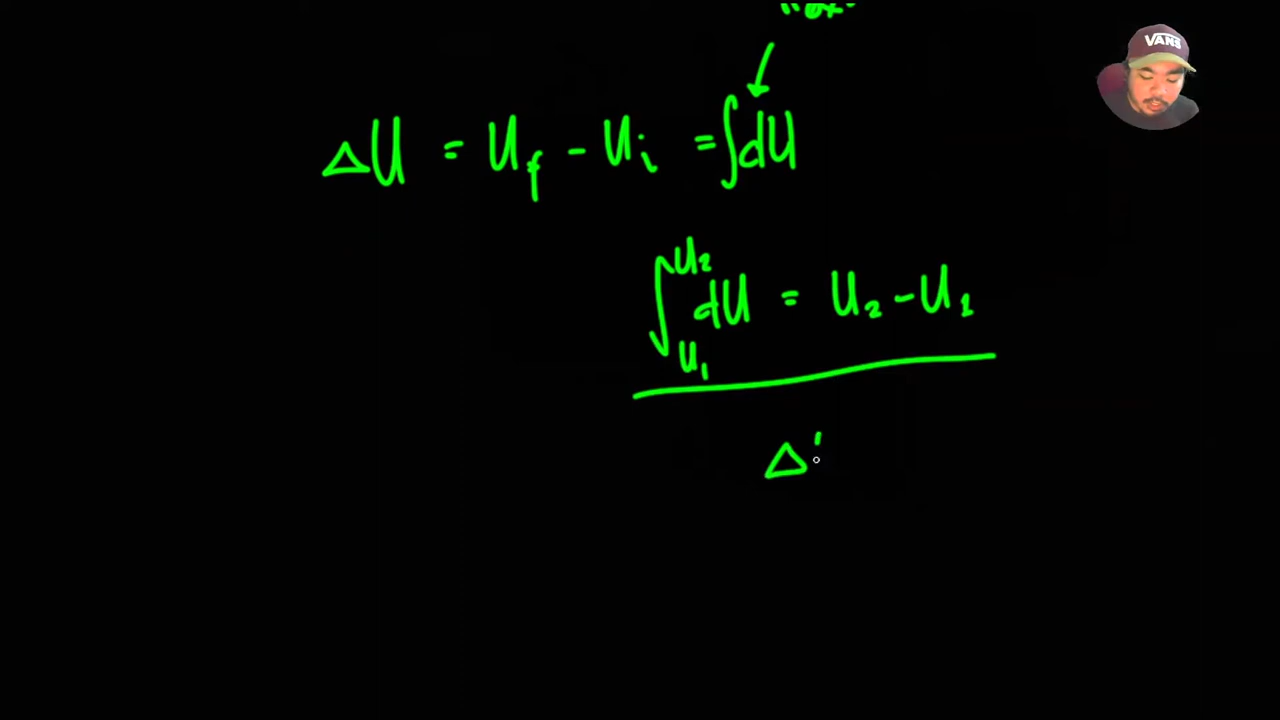 VANS
ΔU = U_f - U_i = ∫dU
∫_{U_1}^{U_2} dU = U_2 - U_1
Δ'